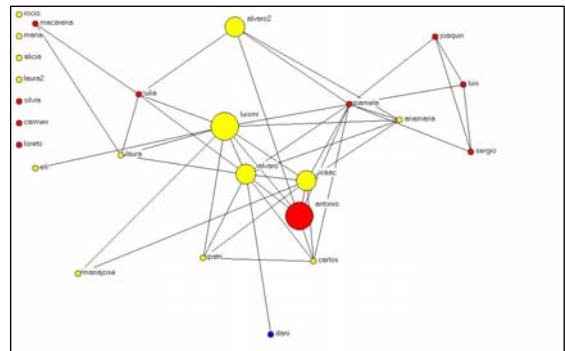 rocio
macarena
maria
alicia
laura2
silvia
carmen
loreto
eli
alvaro2
joaquin
luis
julia
pamela
anamaria
luismi
sergio
laura
alvaro
isaac
antonio
mariajose
patri
carlos
dani